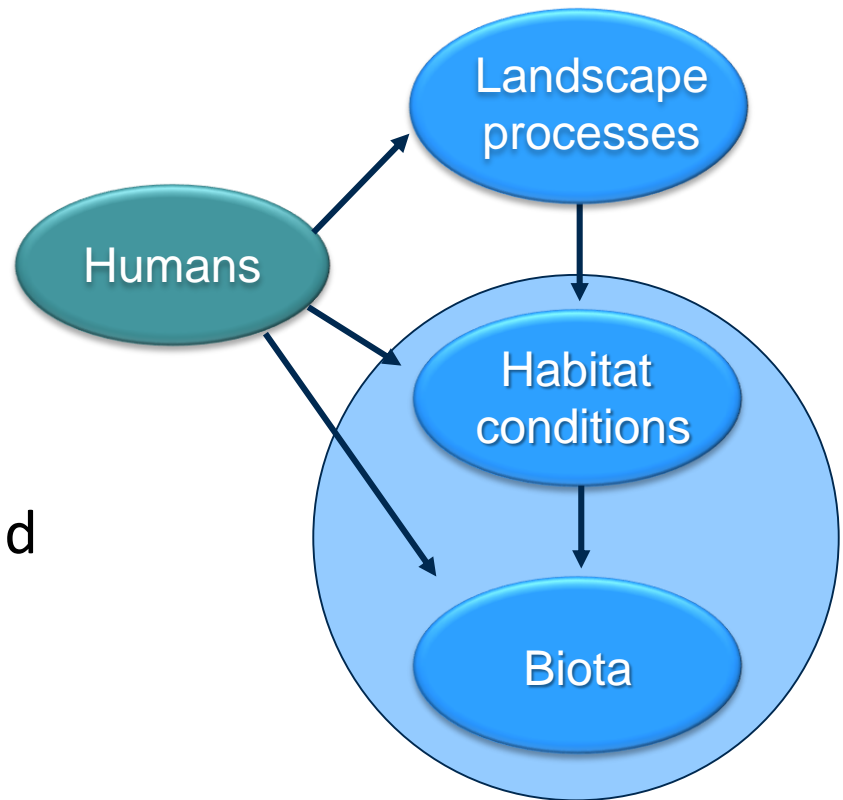 Landscape
processes
Humans
Habitat
conditions
d
Biota